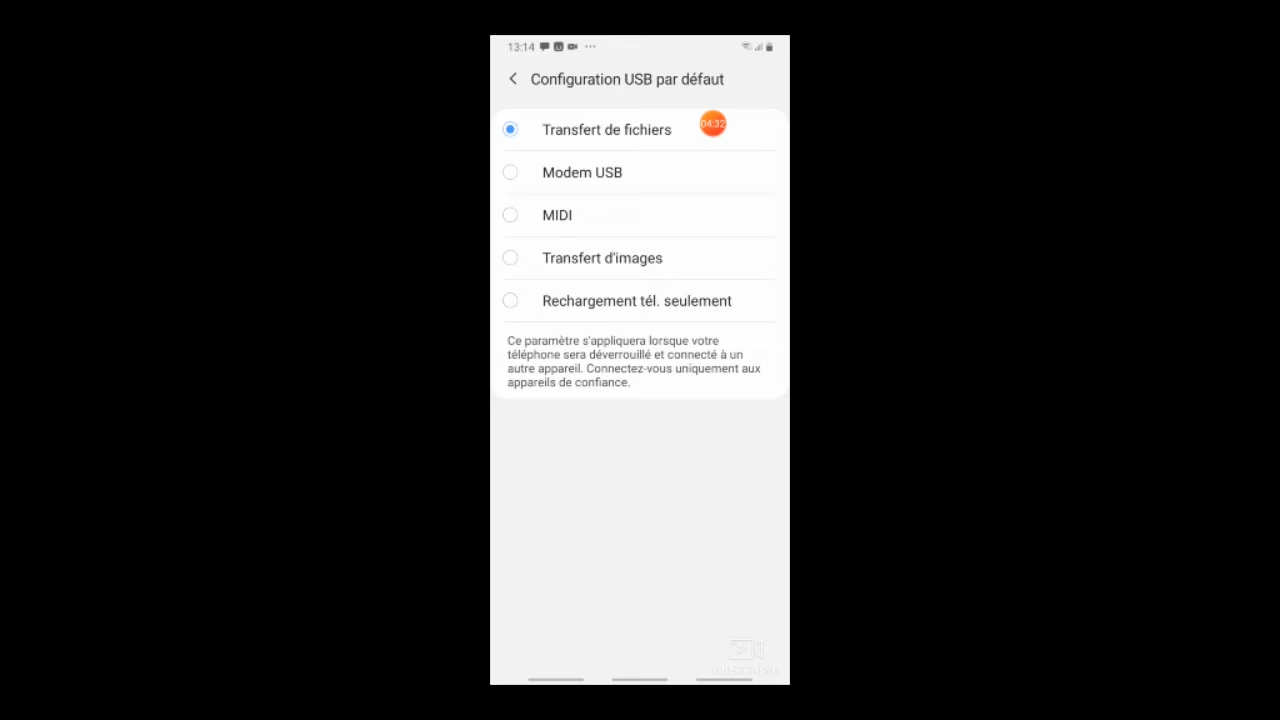 13:14
Configuration USB par défaut
Transfert de fichiers
04:32
Modem USB
MIDI
Transfert d'images
Rechargement tél. seulement
Ce paramètre s'appliquera lorsque votre
téléphone sera déverrouillé et connecté à un
autre appareil. Connectez-vous uniquement aux
appareils de confiance.